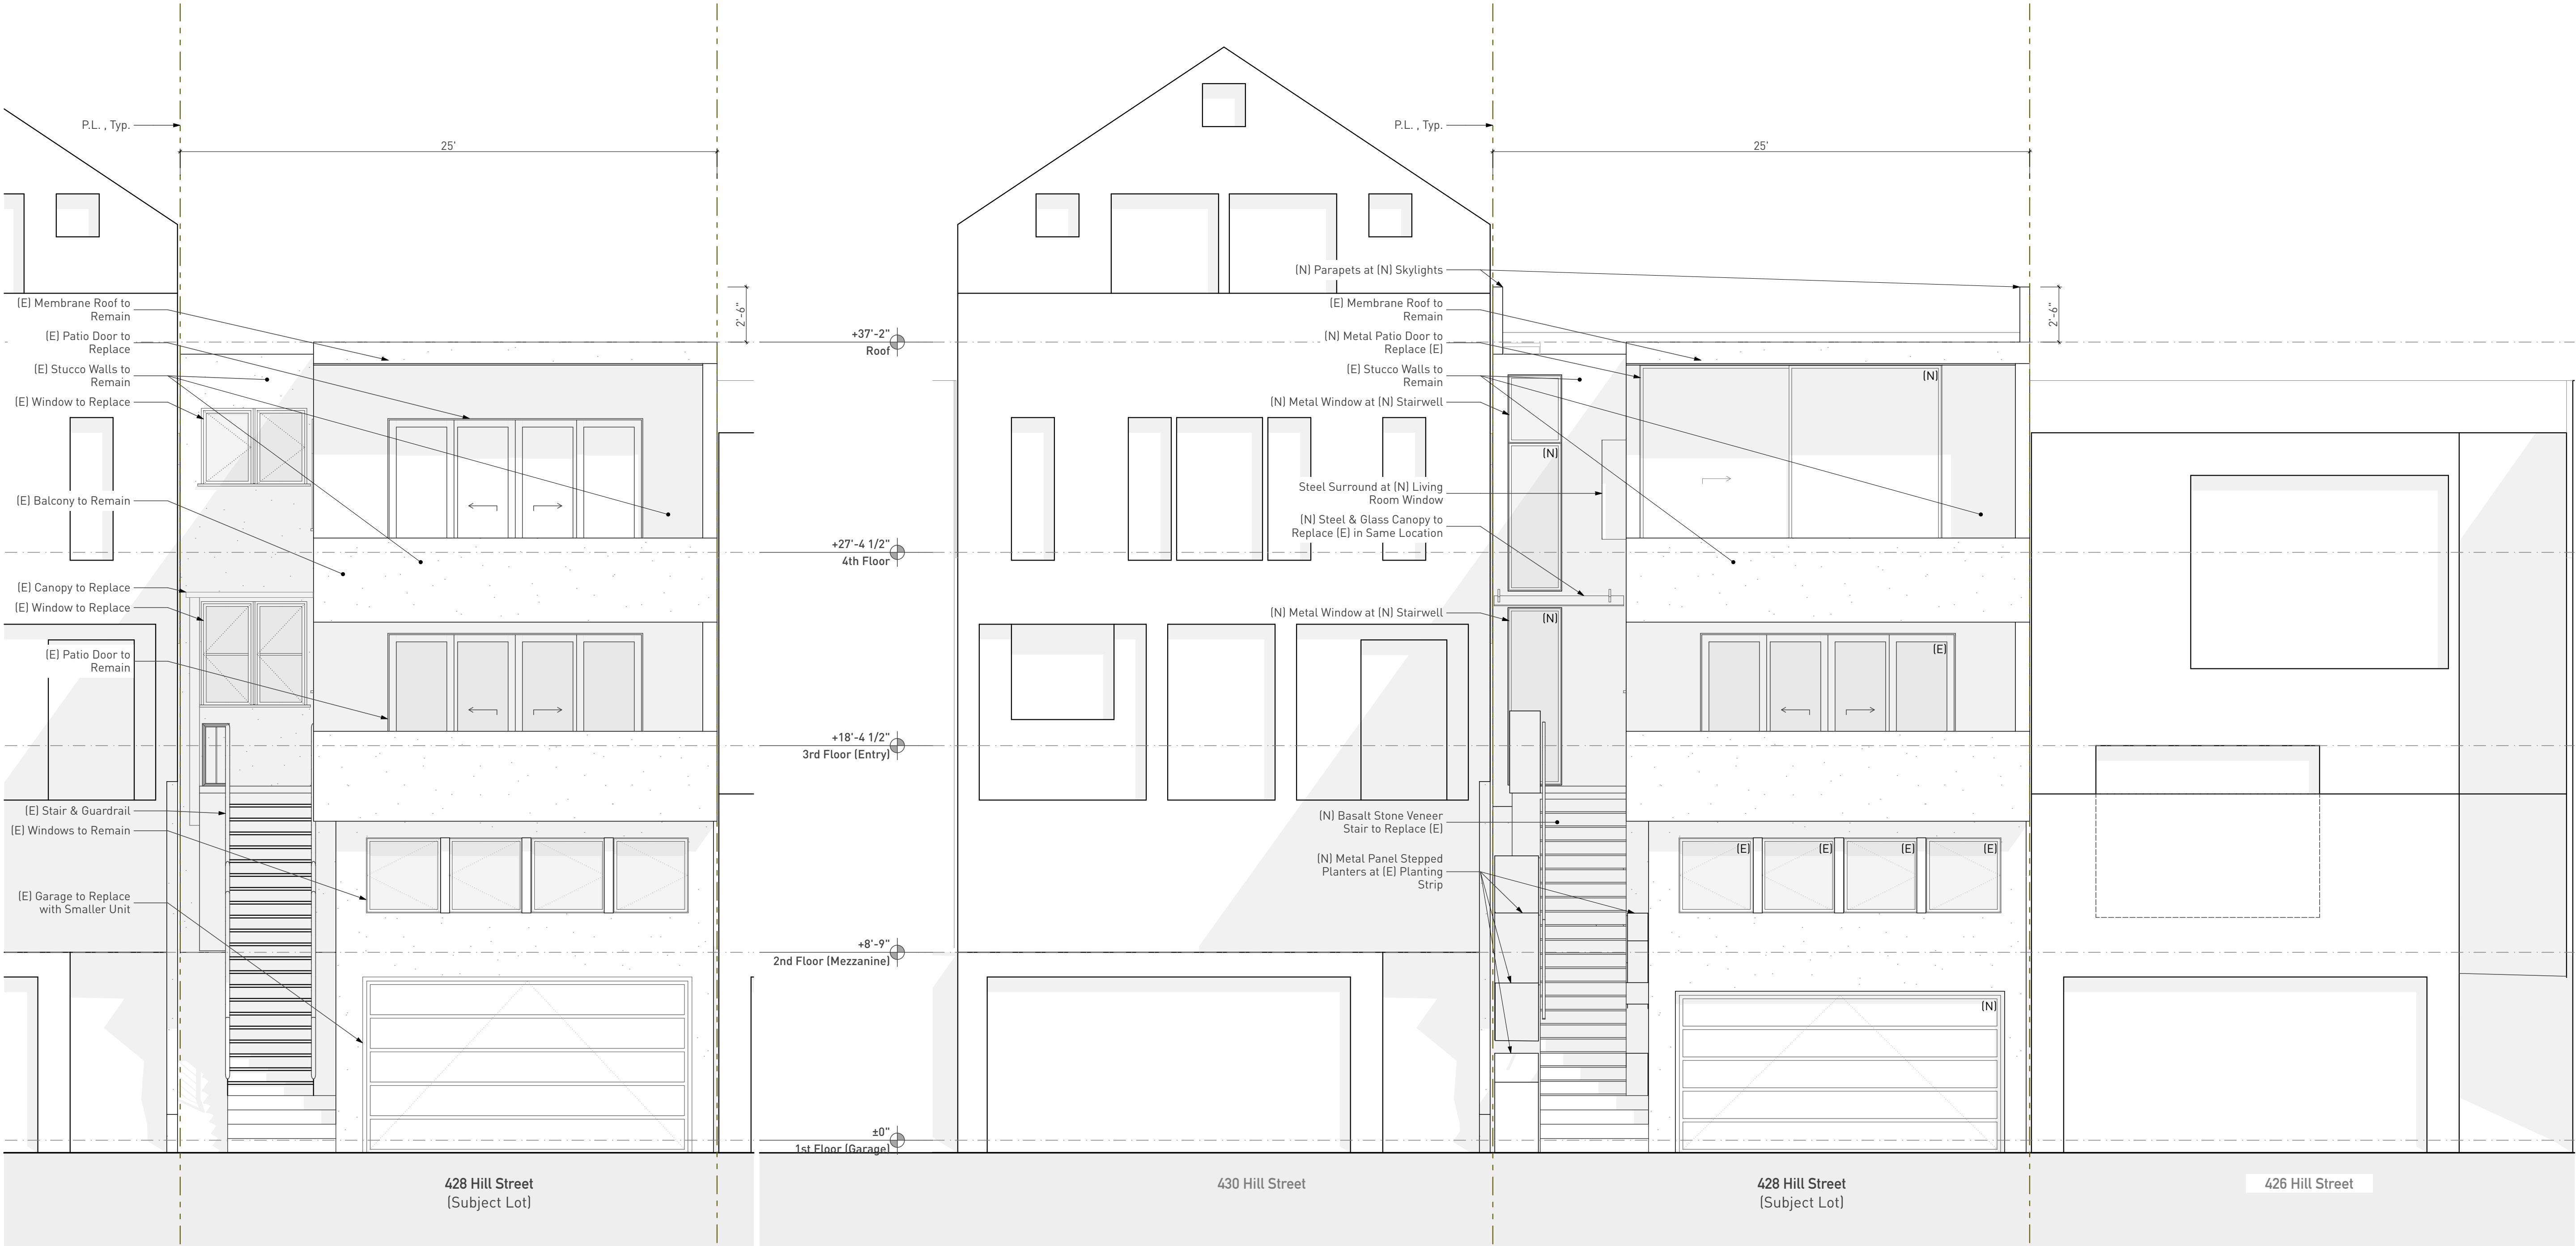 P.L. , Typ.
25'
2'-6"
(E) Membrane Roof to
Remain
(E) Patio Door to
Replace
(E) Stucco Walls to
Remain
(E) Window to Replace
(E) Balcony to Remain
(E) Canopy to Replace
(E) Window to Replace
(E) Patio Door to
Remain
(E) Stair & Guardrail
(E) Windows to Remain
(E) Garage to Replace
with Smaller Unit
428 Hill Street
(Subject Lot)
+37'-2"
Roof
+27'-4 1/2"
4th Floor
+18'-4 1/2"
3rd Floor (Entry)
+8'-9"
2nd Floor (Mezzanine)
±0"
1st Floor (Garage)
430 Hill Street
P.L. , Typ.
25'
2'-6"
(N) Parapets at (N) Skylights
(E) Membrane Roof to
Remain
(N) Metal Patio Door to
Replace (E)
(E) Stucco Walls to
Remain
(N) Metal Window at (N) Stairwell
Steel Surround at (N) Living
Room Window
(N) Steel & Glass Canopy to
Replace (E) in Same Location
(N) Metal Window at (N) Stairwell
(N) Basalt Stone Veneer
Stair to Replace (E)
(N) Metal Panel Stepped
Planters at (E) Planting
Strip
(N)
(N)
(N)
(E)
(E)
(E)
(E)
(E)
(N)
428 Hill Street
(Subject Lot)
426 Hill Street